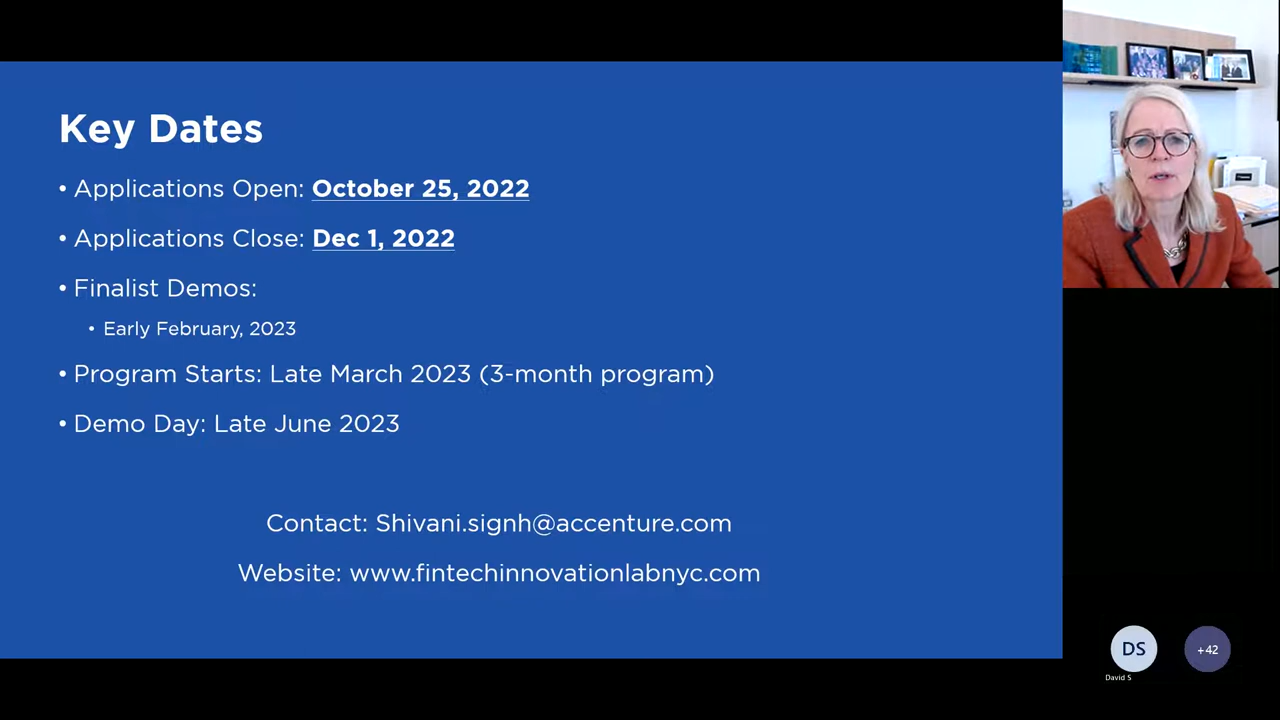 Key Dates
• Applications Open: October 25, 2022
• Applications Close: Dec 1, 2022
• Finalist Demos:
• Early February, 2023
• Program Starts: Late March 2023 (3-month program)
• Demo Day: Late June 2023
Contact: Shivani.signh@accenture.com
Website: www.fintechinnovationlabnyc.com
DS
+42
David S